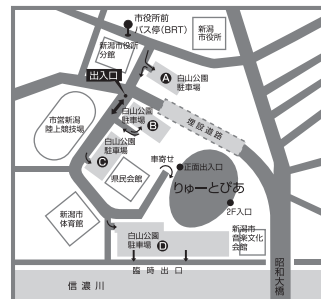 市役所前
バス停(BRT)
新潟
市役所
新潟市役所
分館
出入口
A
白山公園
駐車場
白山公園
駐車場
B
埋設道路
市営新潟
陸上競技場
白山公園
駐車場
C
車寄せ
正面出入口
県民会館
りゅーとぴあ
2F入口
新潟市
体育館
白山公園
駐車場
D
新潟市
音楽文化
会館
昭和大橋
臨時出口
信濃川